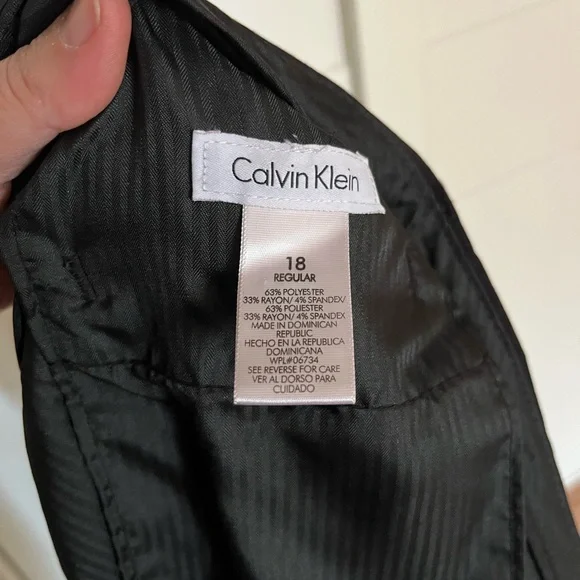 Calvin Klein
18
REGULAR
63% POLYESTER
33% RAYON/ 4% SPANDEX/
63% POLIESTER
33% RAYON/ 4% SPANDEX
MADE IN DOMINICAN
REPUBLIC
HECHO EN LA REPUBLICA
DOMINICANA
WPL#06734
SEE REVERSE FOR CARE
VER AL DORSO PARA
CUIDADO